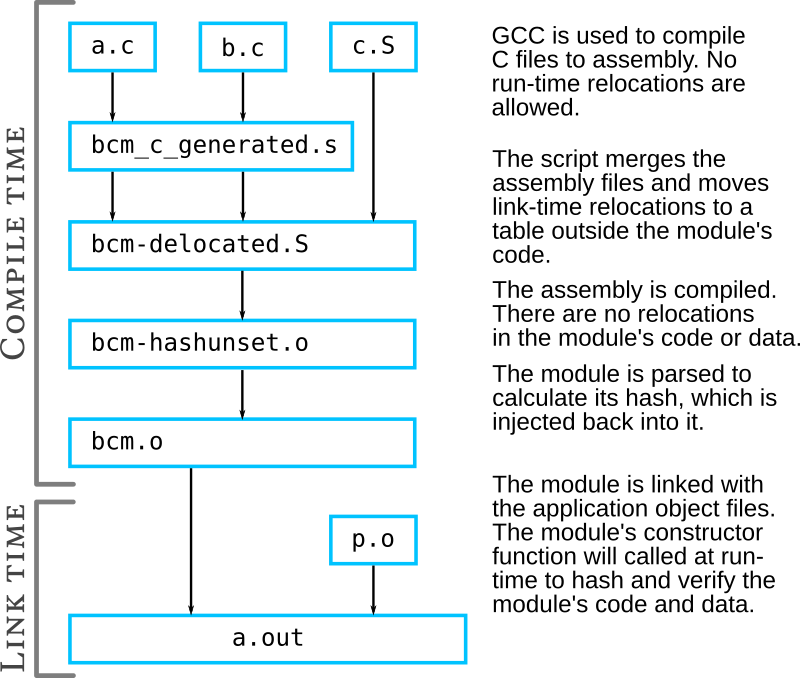 COMPILE TIME
a.c
b.c
c.S
GCC is used to compile
C files to assembly. No
run-time relocations are
allowed.
bcm_c_generated.s
The script merges the
assembly files and moves
link-time relocations to a
table outside the module's
code.
bcm-delocated.S
The assembly is compiled.
There are no relocations
in the module's code or data.
bcm-hashunset.o
The module is parsed to
calculate its hash, which is
injected back into it.
bcm.o
LINK TIME
The module is linked with
the application object files.
The module's constructor
function will called at run-
time to hash and verify the
module's code and data.
p.o
a.out